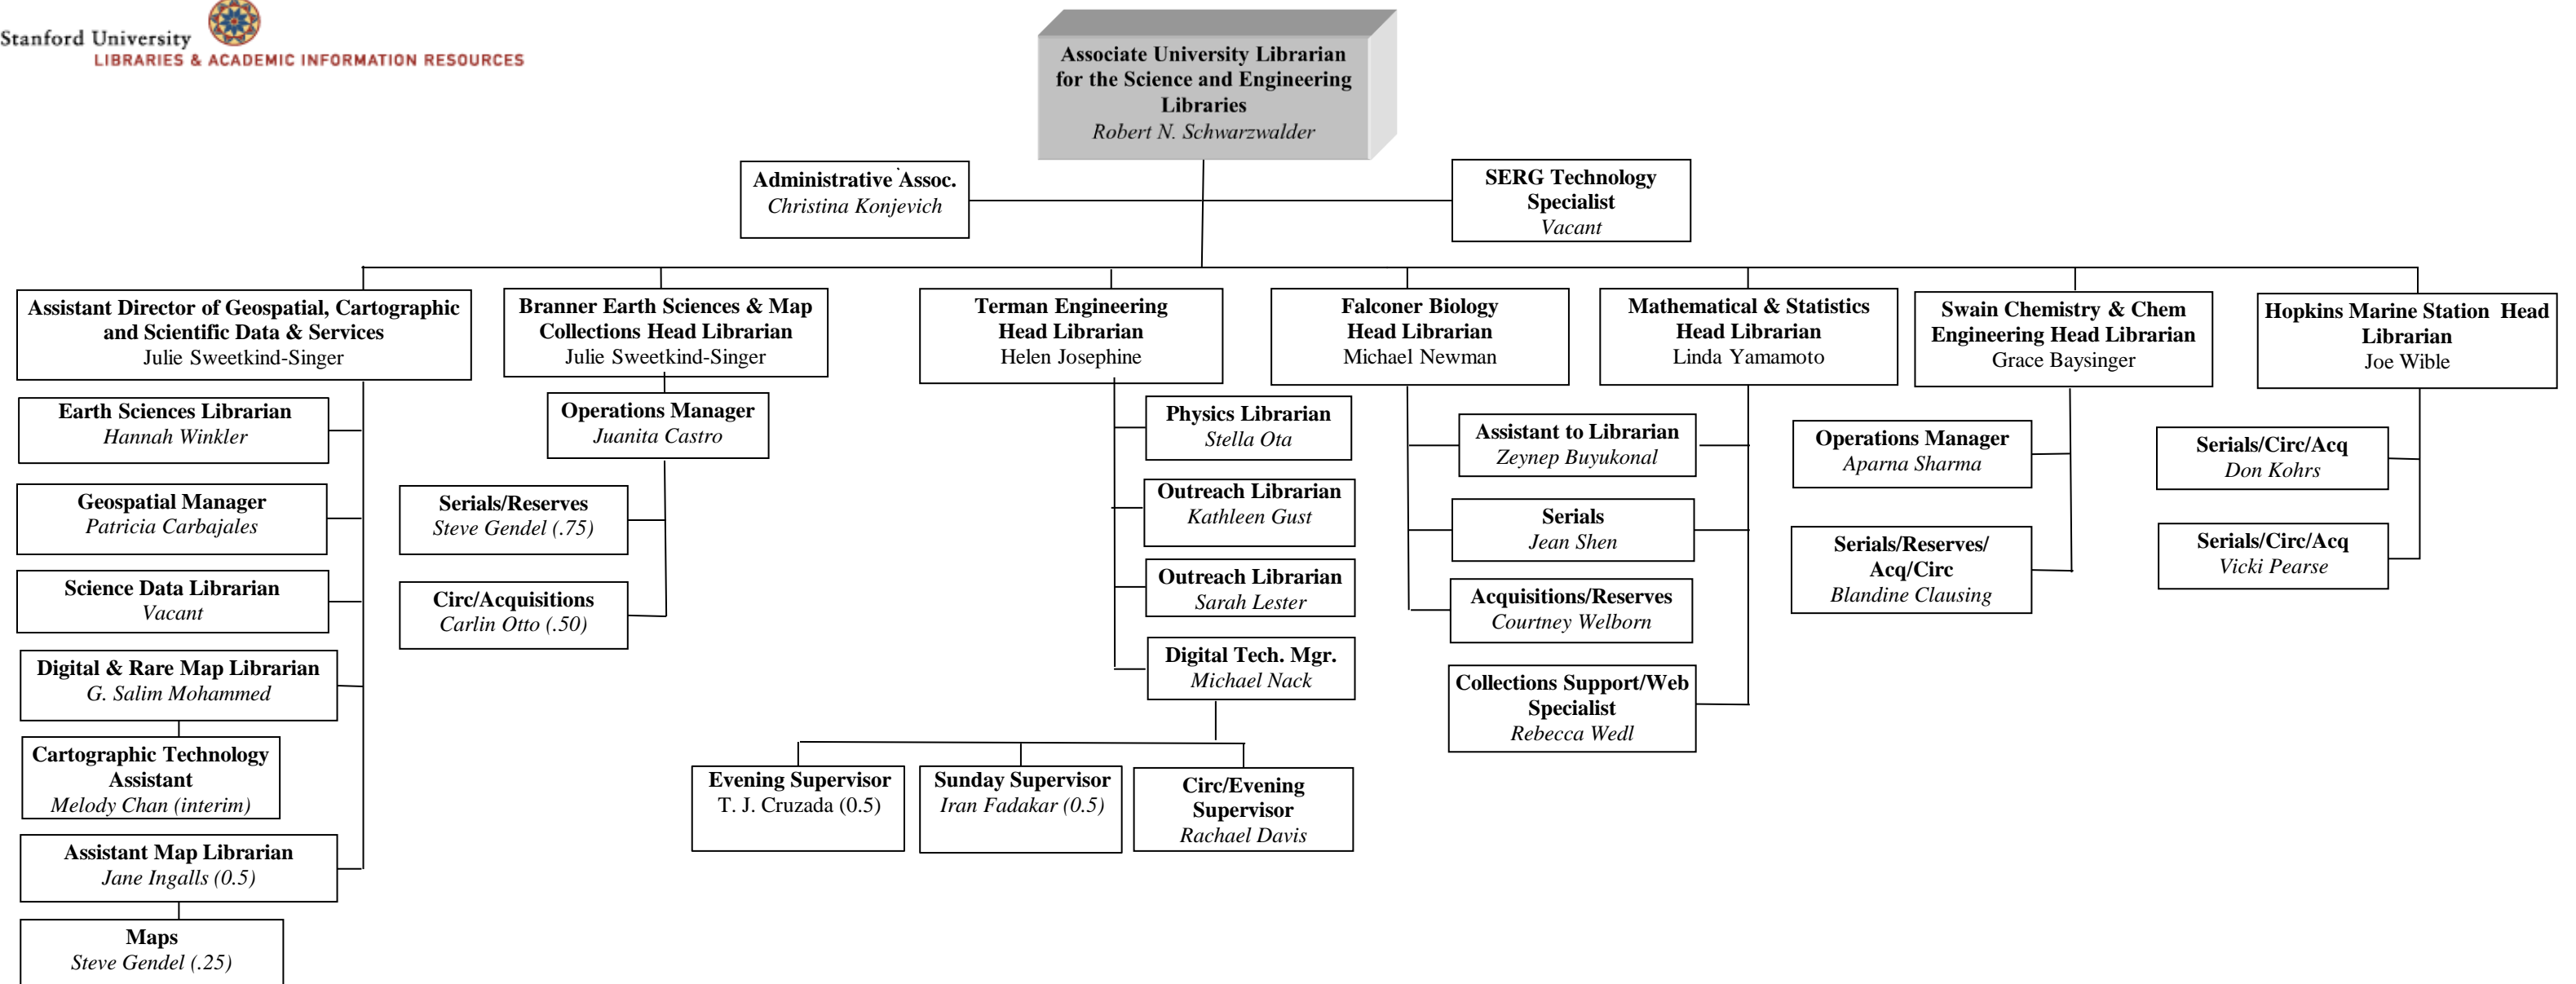 Stanford University
LIBRARIES & ACADEMIC INFORMATION RESOURCES
Associate University Librarian
for the Science and Engineering
Libraries
Robert N. Schwarzwalder
Administrative Assoc.
Christina Konjevich
SERG Technology
Specialist
Vacant
Assistant Director of Geospatial, Cartographic
and Scientific Data & Services
Julie Sweetkind-Singer
Earth Sciences Librarian
Hannah Winkler
Geospatial Manager
Patricia Carbajales
Science Data Librarian
Vacant
Digital & Rare Map Librarian
G. Salim Mohammed
Cartographic Technology
Assistant
Melody Chan (interim)
Assistant Map Librarian
Jane Ingalls (0.5)
Maps
Steve Gendel (.25)
Branner Earth Sciences & Map
Collections Head Librarian
Julie Sweetkind-Singer
Operations Manager
Juanita Castro
Serials/Reserves
Steve Gendel (.75)
Circ/Acquisitions
Carlin Otto (.50)
Terman Engineering
Head Librarian
Helen Josephine
Physics Librarian
Stella Ota
Outreach Librarian
Kathleen Gust
Outreach Librarian
Sarah Lester
Digital Tech. Mgr.
Michael Nack
Evening Supervisor
T. J. Cruzada (0.5)
Sunday Supervisor
Iran Fadakar (0.5)
Circ/Evening
Supervisor
Rachael Davis
Falconer Biology
Head Librarian
Michael Newman
Mathematical & Statistics
Head Librarian
Linda Yamamoto
Assistant to Librarian
Zeynep Buyukonal
Serials
Jean Shen
Acquisitions/Reserves
Courtney Welborn
Collections Support/Web
Specialist
Rebecca Wedl
Swain Chemistry & Chem
Engineering Head Librarian
Grace Baysinger
Operations Manager
Aparna Sharma
Serials/Reserves/
Acq/Circ
Blandine Clausing
Hopkins Marine Station Head
Librarian
Joe Wible
Serials/Circ/Acq
Don Kohrs
Serials/Circ/Acq
Vicki Pearse